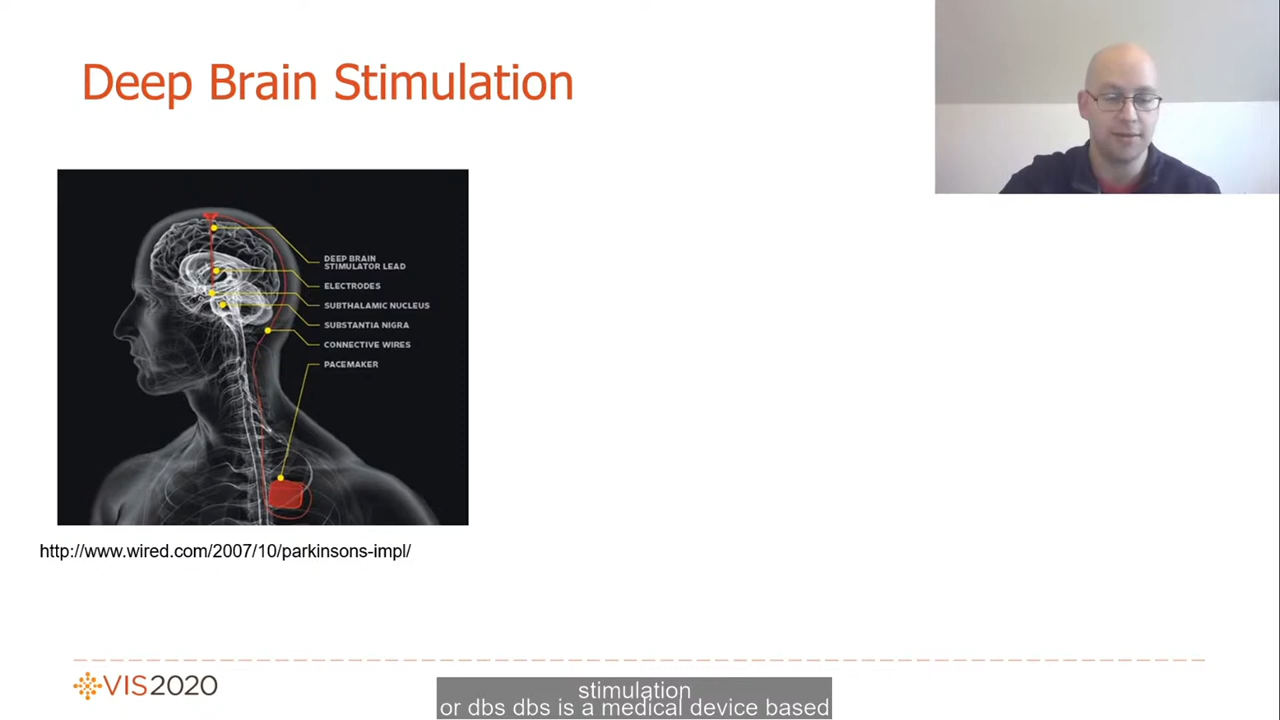 Deep Brain Stimulation
DEEP BRAIN
STIMULATOR LEAD
ELECTRODES
SUBTHALAMIC NUCLEUS
SUBSTANTIA NIGRA
CONNECTIVE WIRES
PACEMAKER
http://www.wired.com/2007/10/parkinsons-impl/
VIS2020
stimulation
or dbs dbs is a medical device based